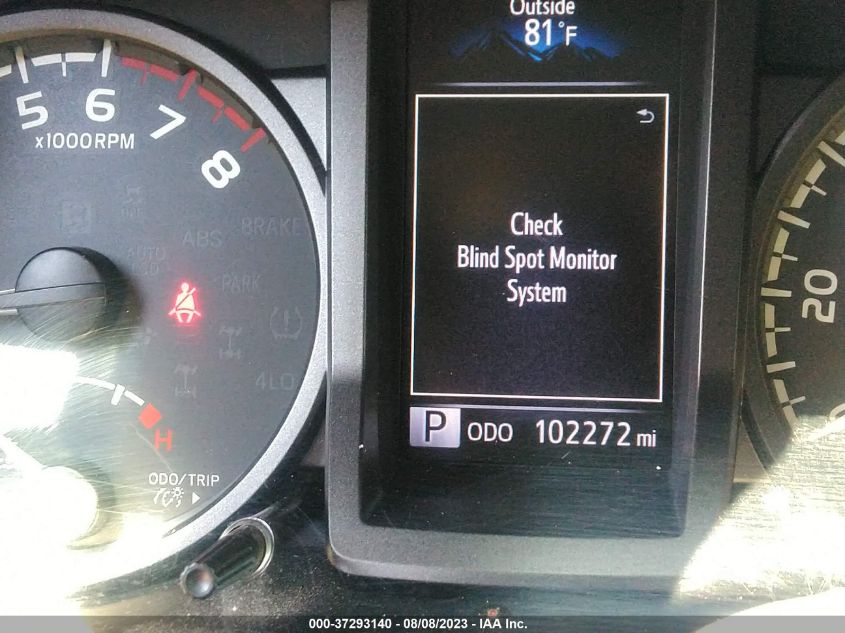 Outside
81°F
5 6 7 8
x1000RPM
Check
Blind Spot Monitor
System
BRAKE
ABS
AUTO
PARK
4LO
H
20
P ODO 102272 mi
ODO/TRIP
000-37293140 - 08/08/2023 - IAA Inc.